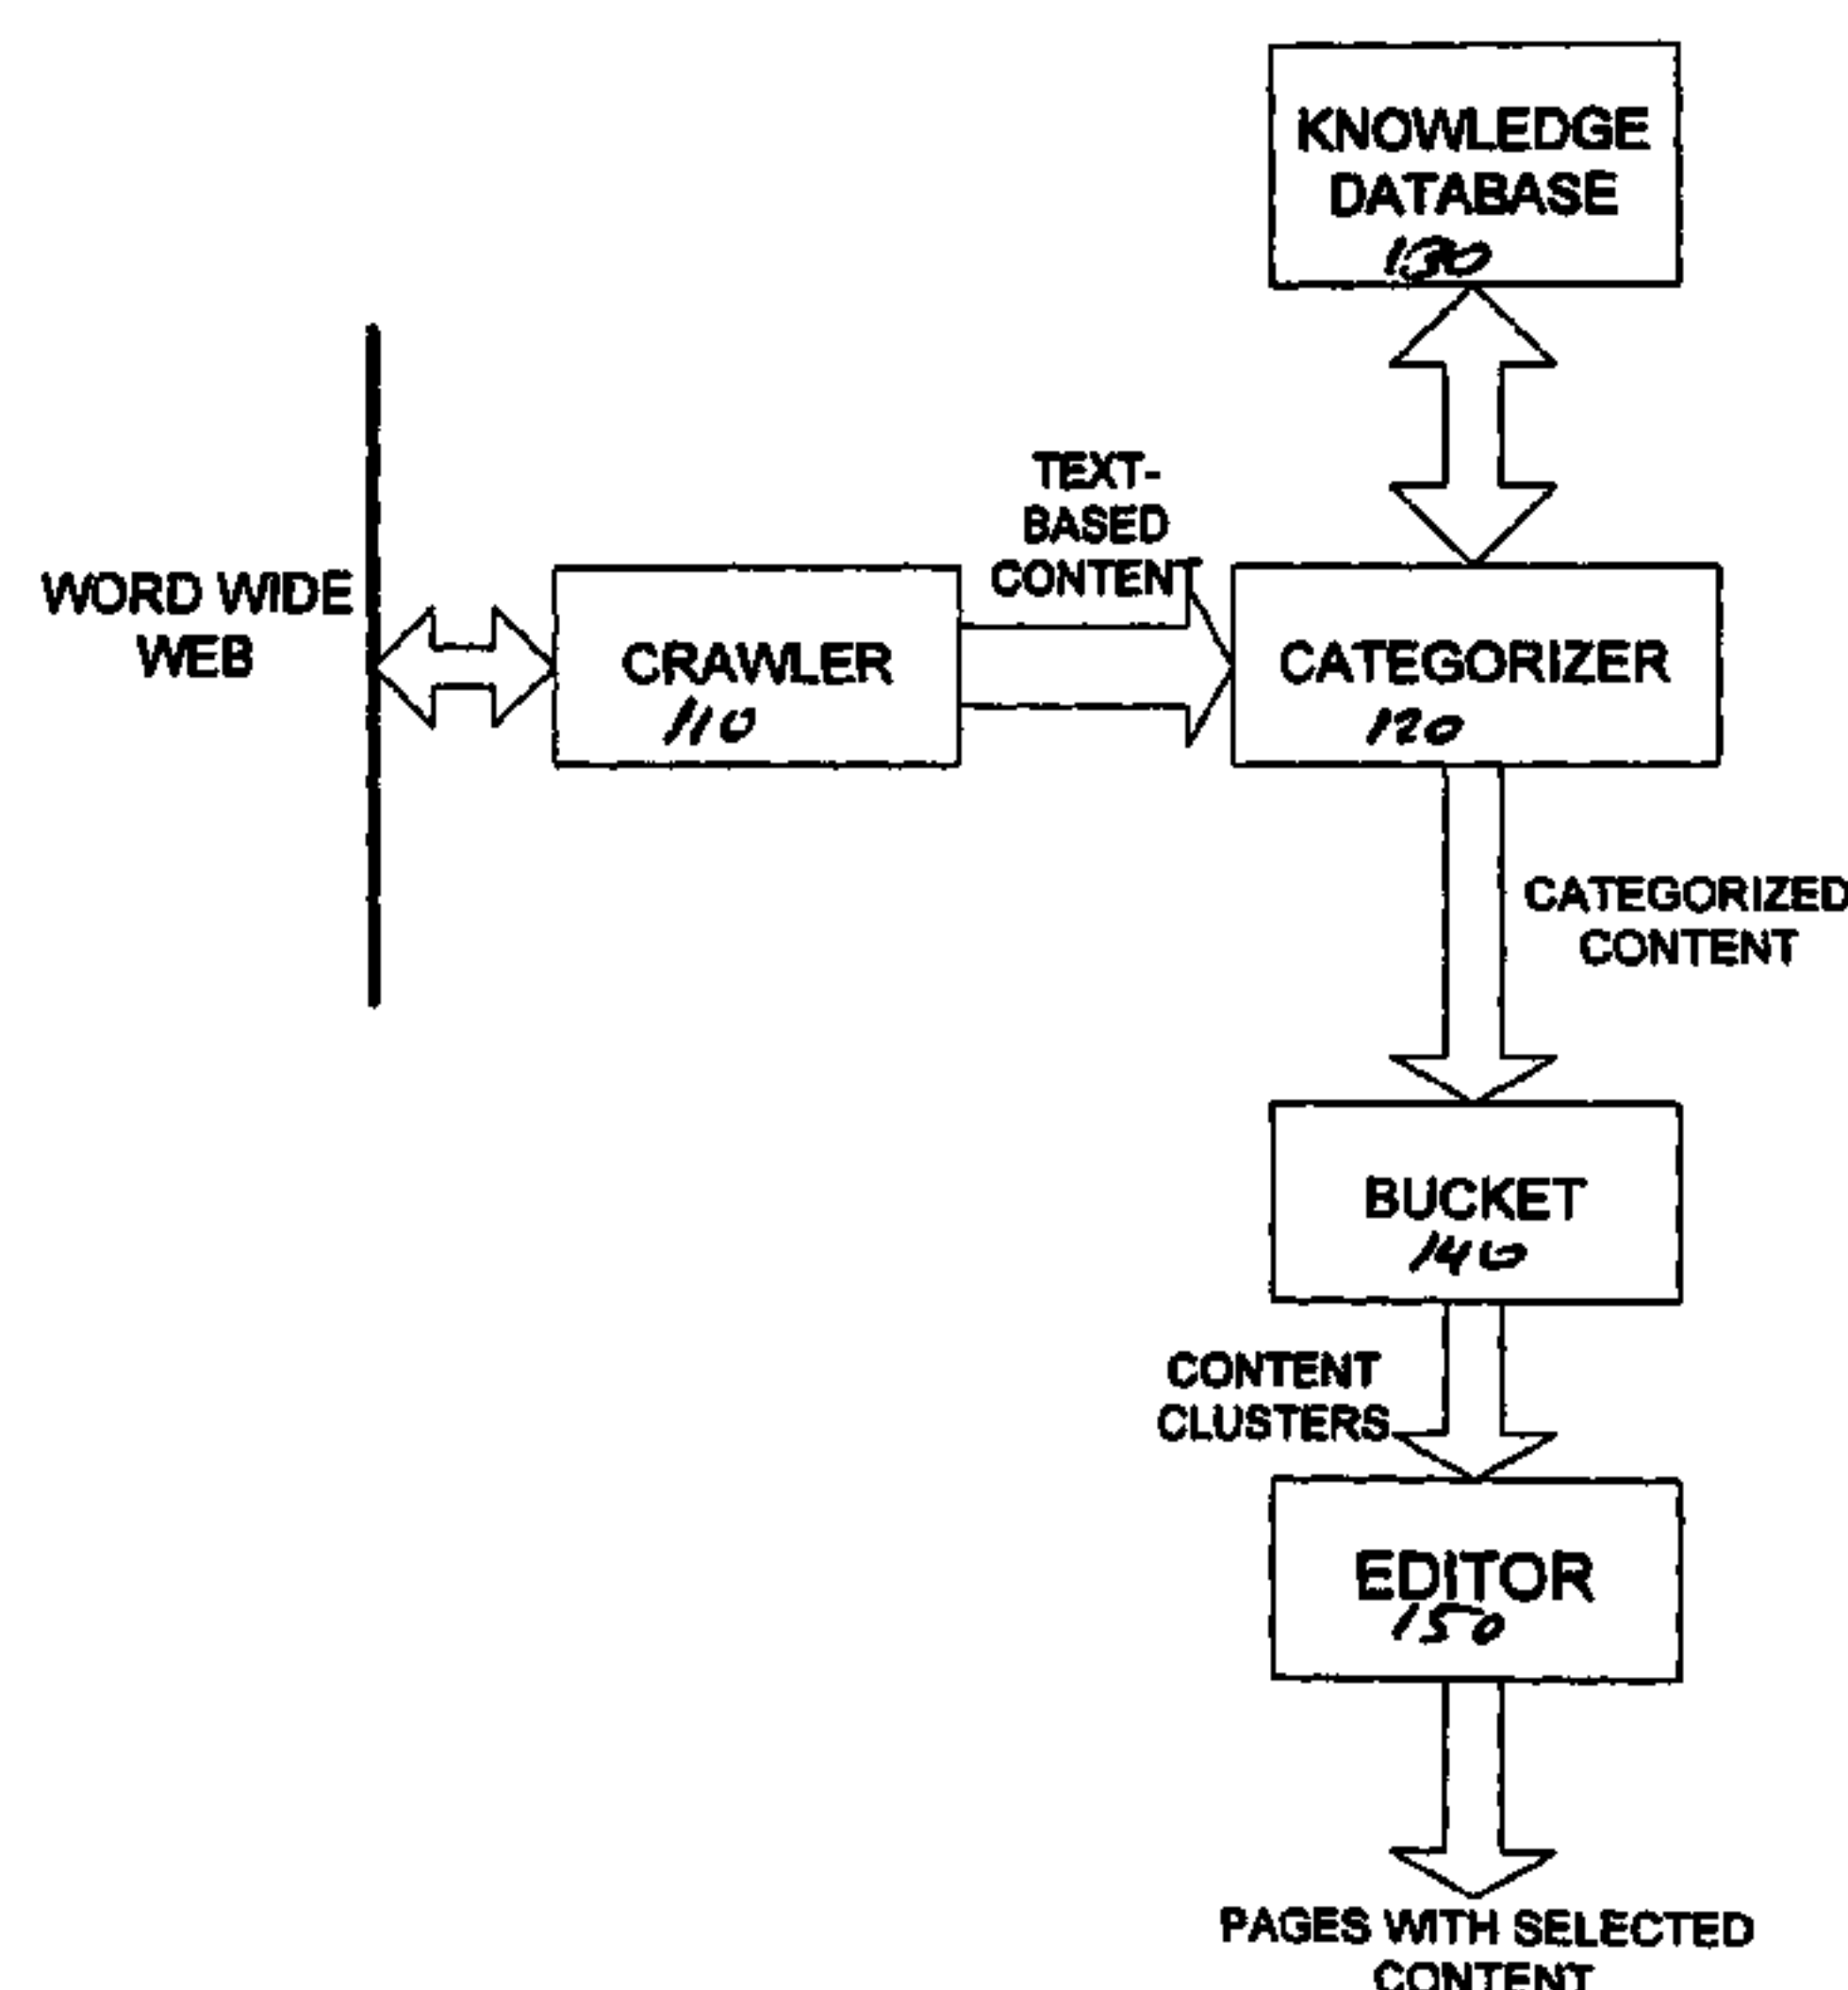 KNOWLEDGE
DATABASE
130
TEXT-
BASED
CONTENT
WORD WIDE
WEB
CRAWLER
110
CATEGORIZER
120
CATEGORIZED
CONTENT
BUCKET
140
CONTENT
CLUSTERS
EDITOR
150
PAGES WITH SELECTED
CONTENT